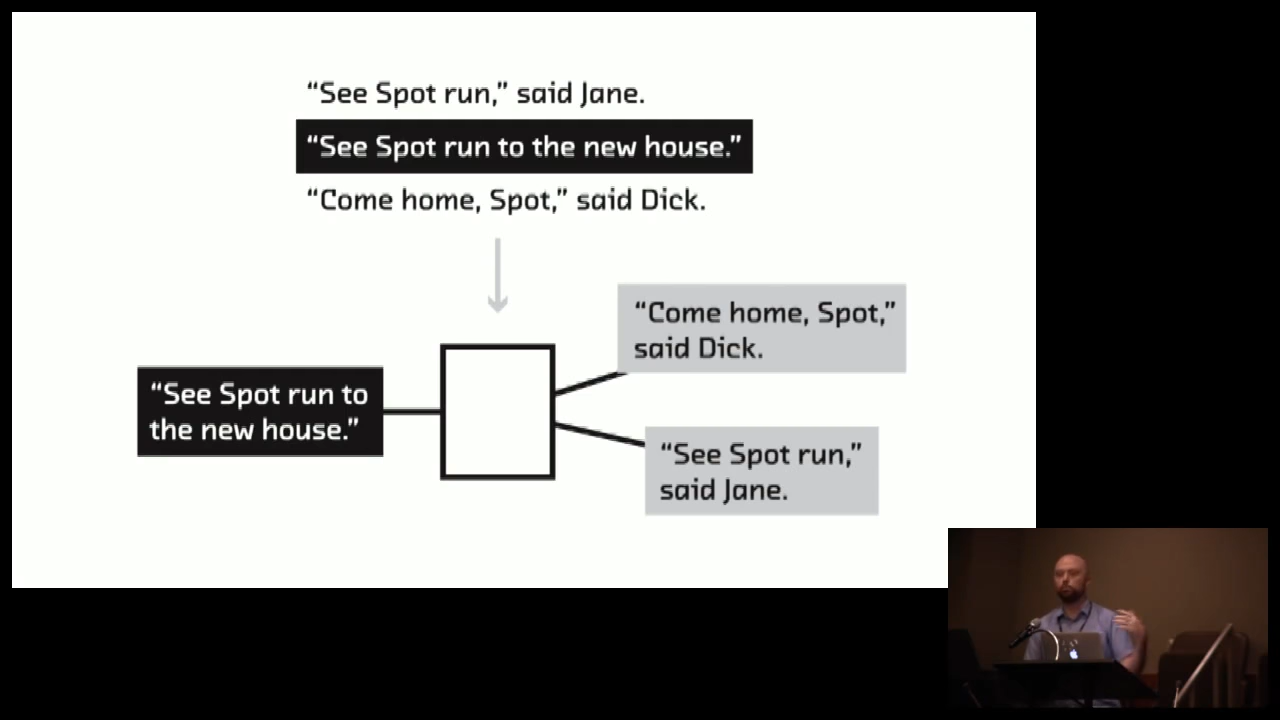 “See Spot run,” said Jane.
“See Spot run to the new house.”
“Come home, Spot,” said Dick.
“Come home, Spot,”
said Dick.
“See Spot run to
the new house.”
“See Spot run,”
said Jane.